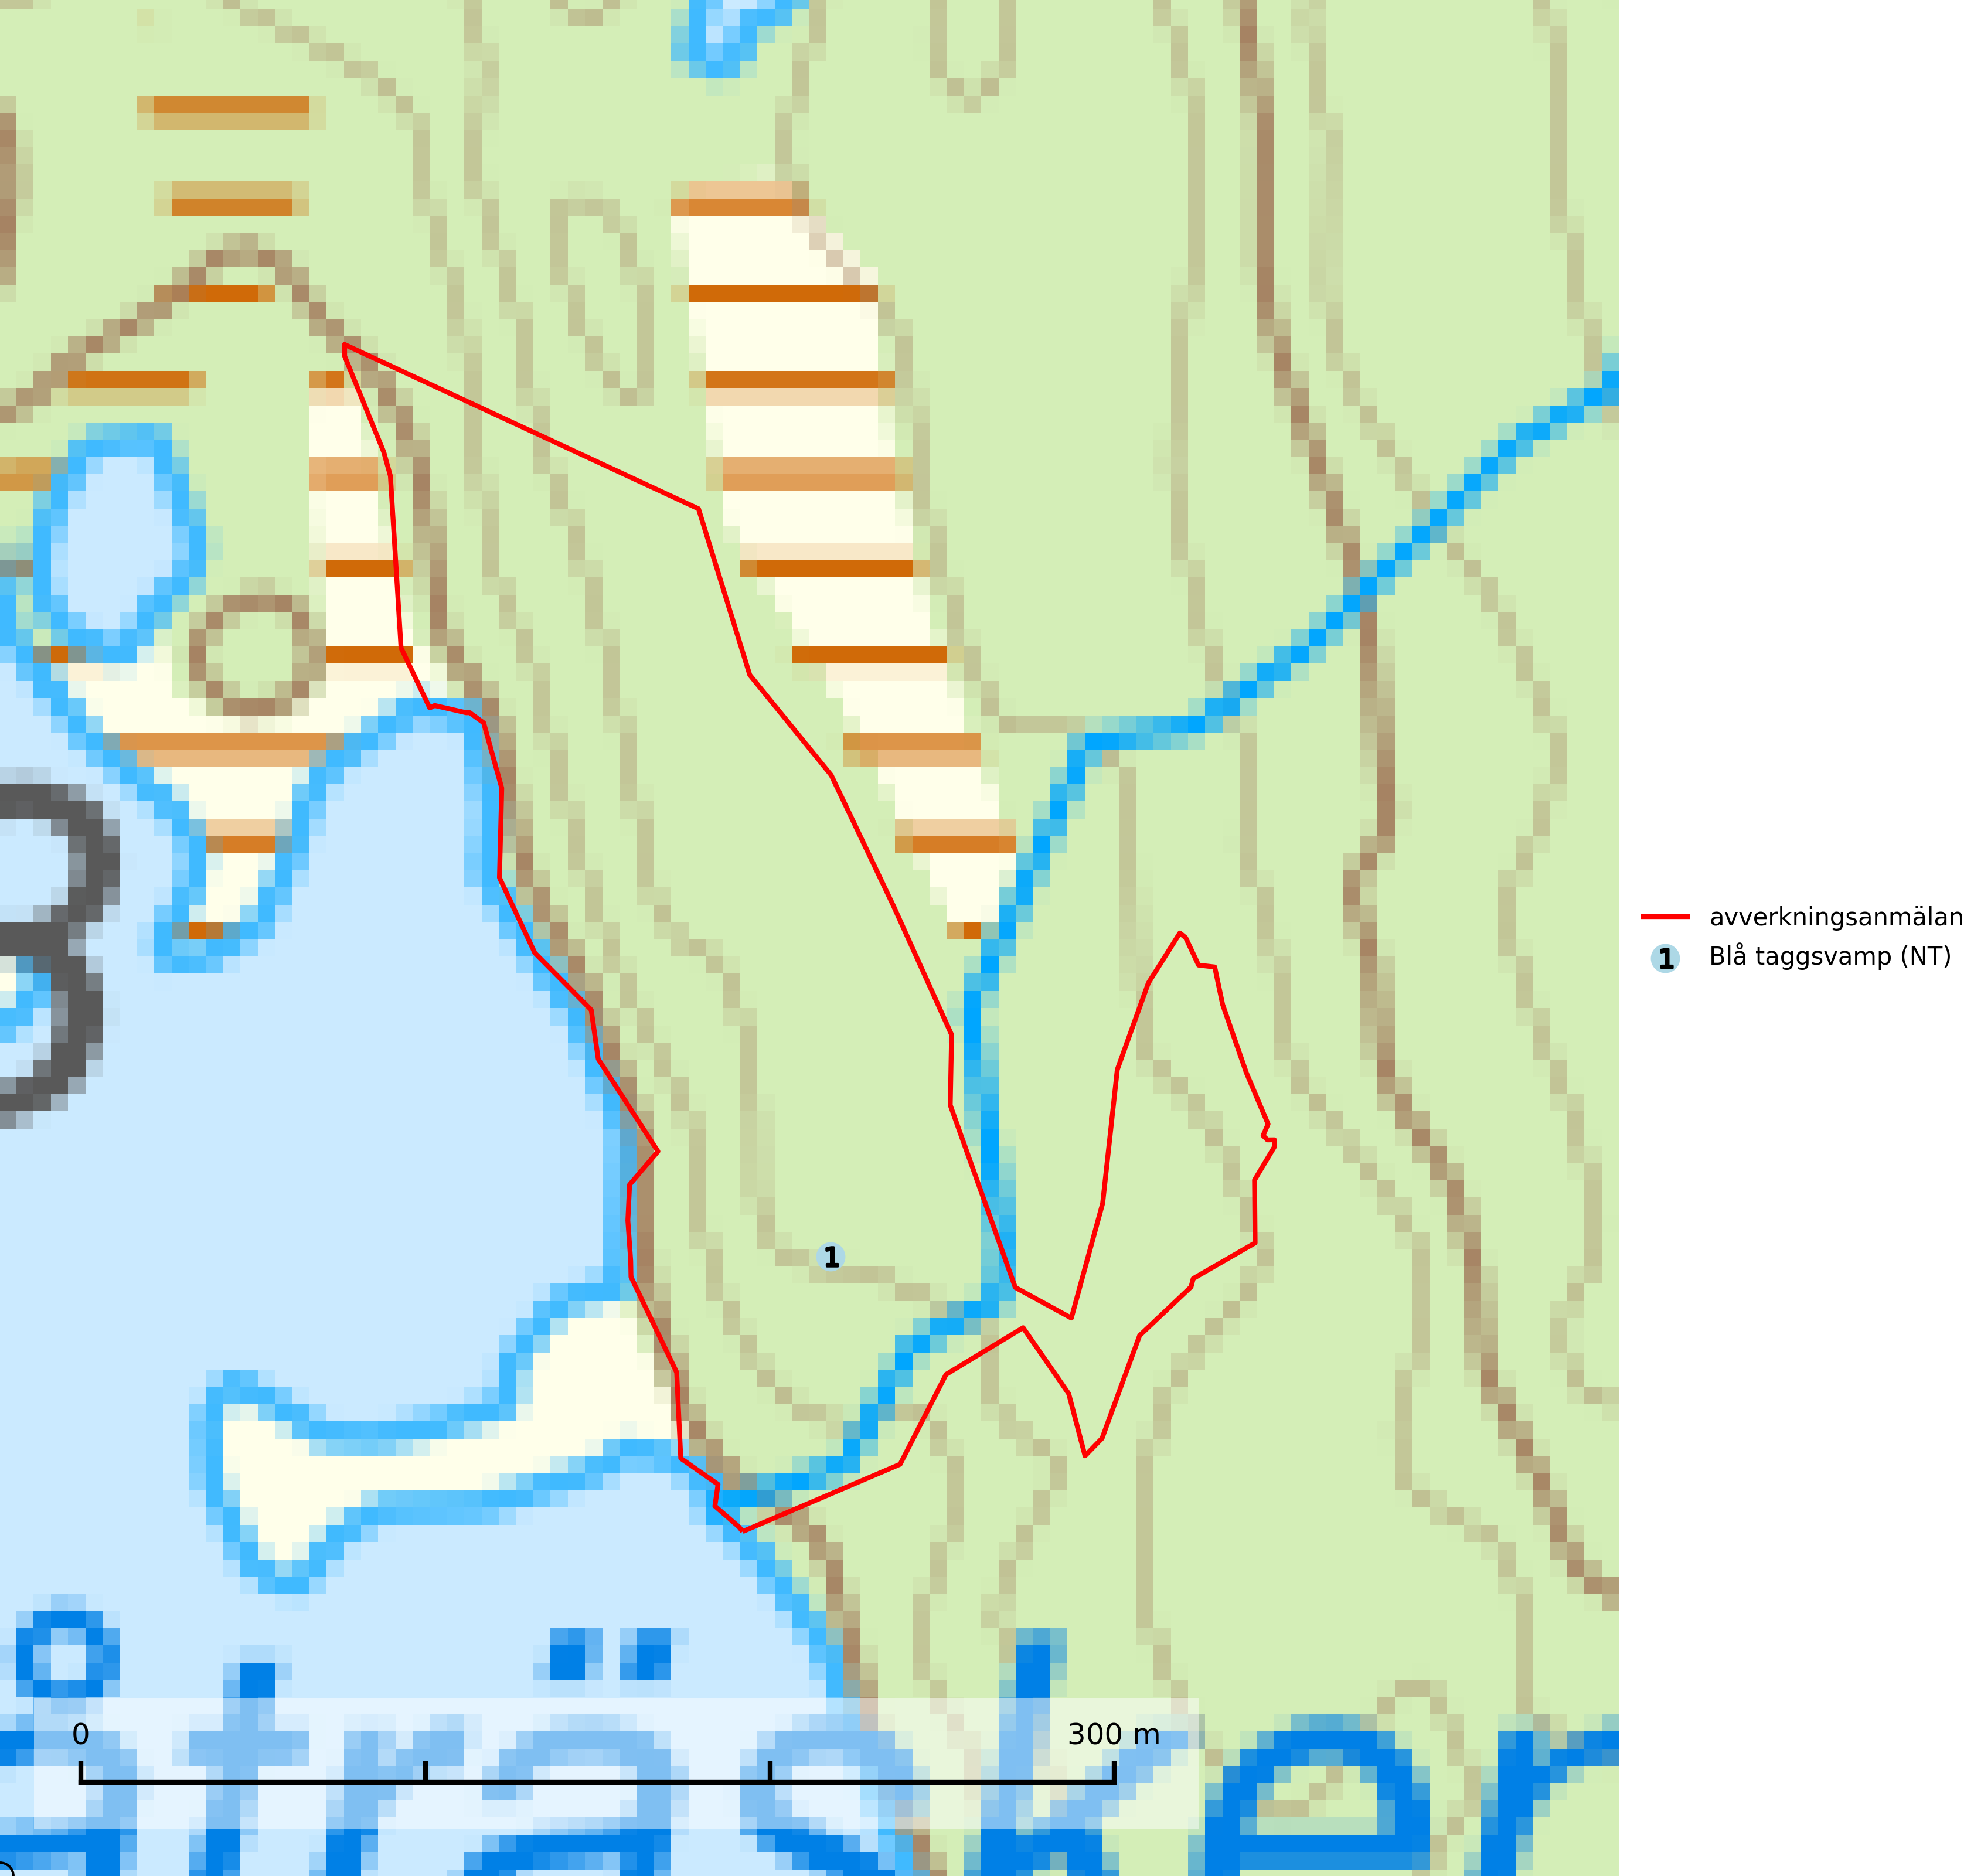 avverkningsanmälan
1 Blå taggsvamp (NT)
1
0 300 m